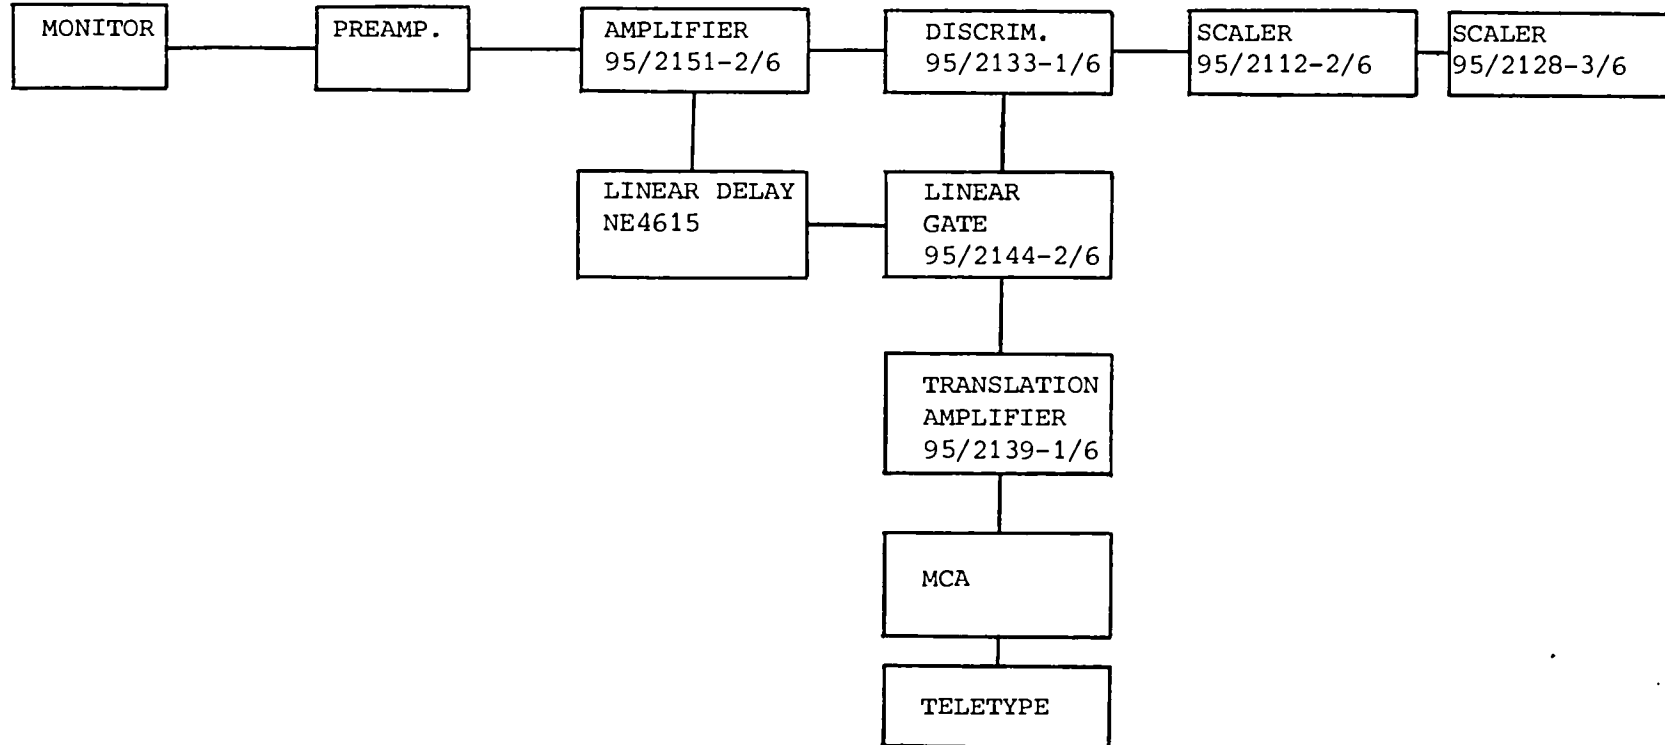 MONITOR
PREAMP.
AMPLIFIER
95/2151-2/6
DISCRIM.
95/2133-1/6
SCALER
95/2112-2/6
SCALER
95/2128-3/6
LINEAR DELAY
NE4615
LINEAR
GATE
95/2144-2/6
TRANSLATION
AMPLIFIER
95/2139-1/6
MCA
TELETYPE